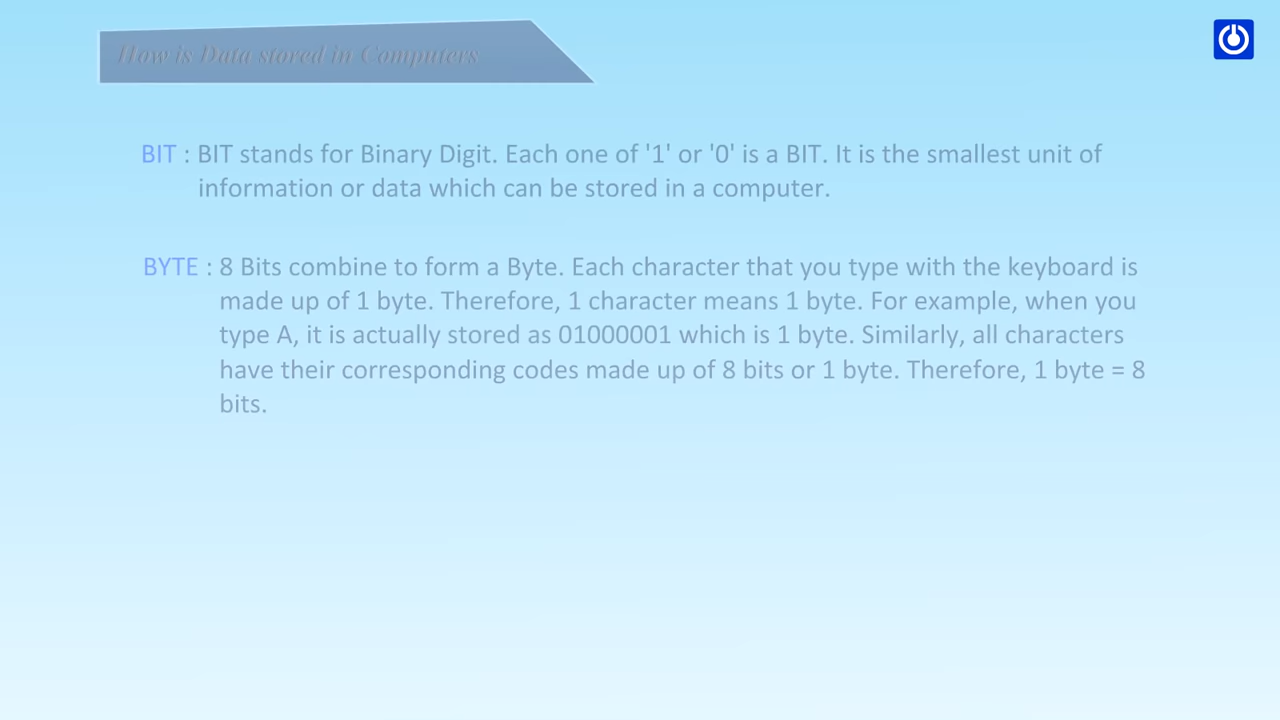 How is Data stored in Computers
BIT : BIT stands for Binary Digit. Each one of '1' or '0' is a BIT. It is the smallest unit of
information or data which can be stored in a computer.
BYTE : 8 Bits combine to form a Byte. Each character that you type with the keyboard is
made up of 1 byte. Therefore, 1 character means 1 byte. For example, when you
type A, it is actually stored as 01000001 which is 1 byte. Similarly, all characters
have their corresponding codes made up of 8 bits or 1 byte. Therefore, 1 byte = 8
bits.